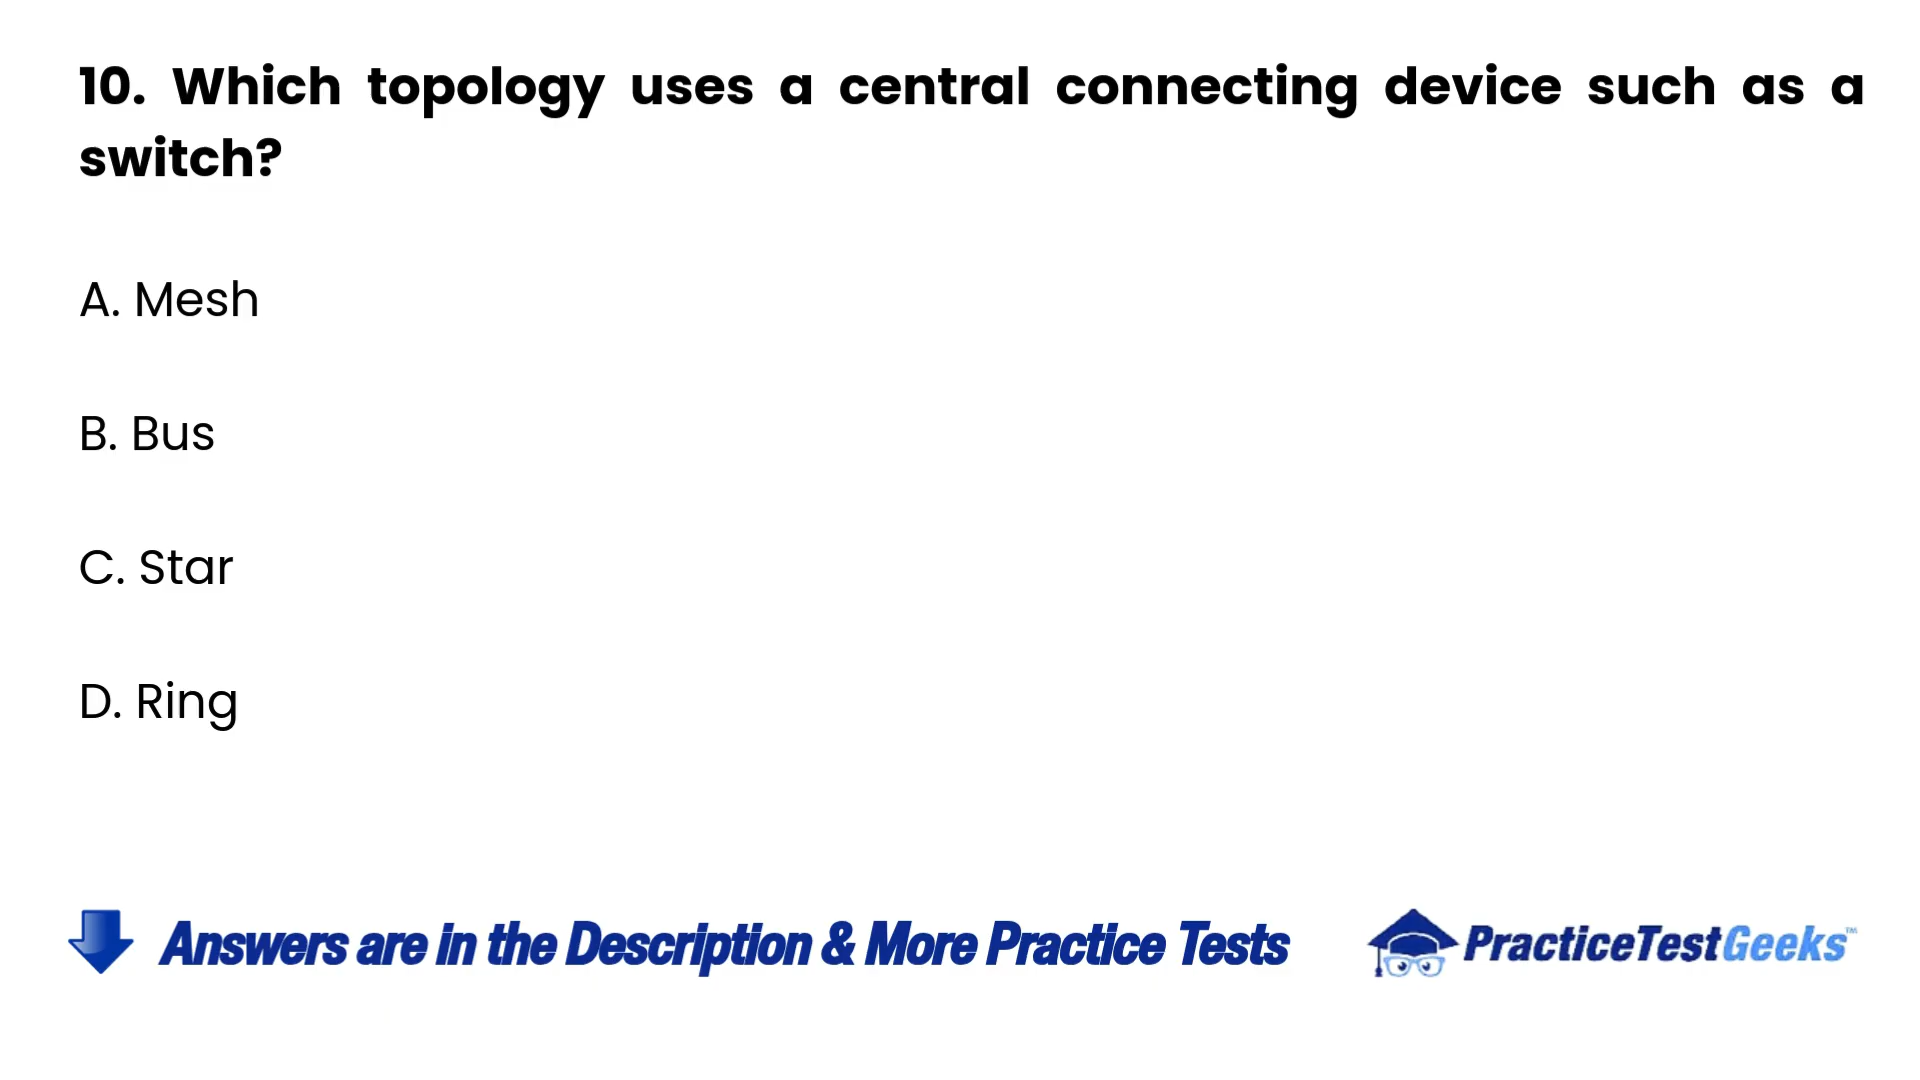 10. Which topology uses a central connecting device such as a
switch?
A. Mesh
B. Bus
C. Star
D. Ring
Answers are in the Description & More Practice Tests
PracticeTestGeeks™